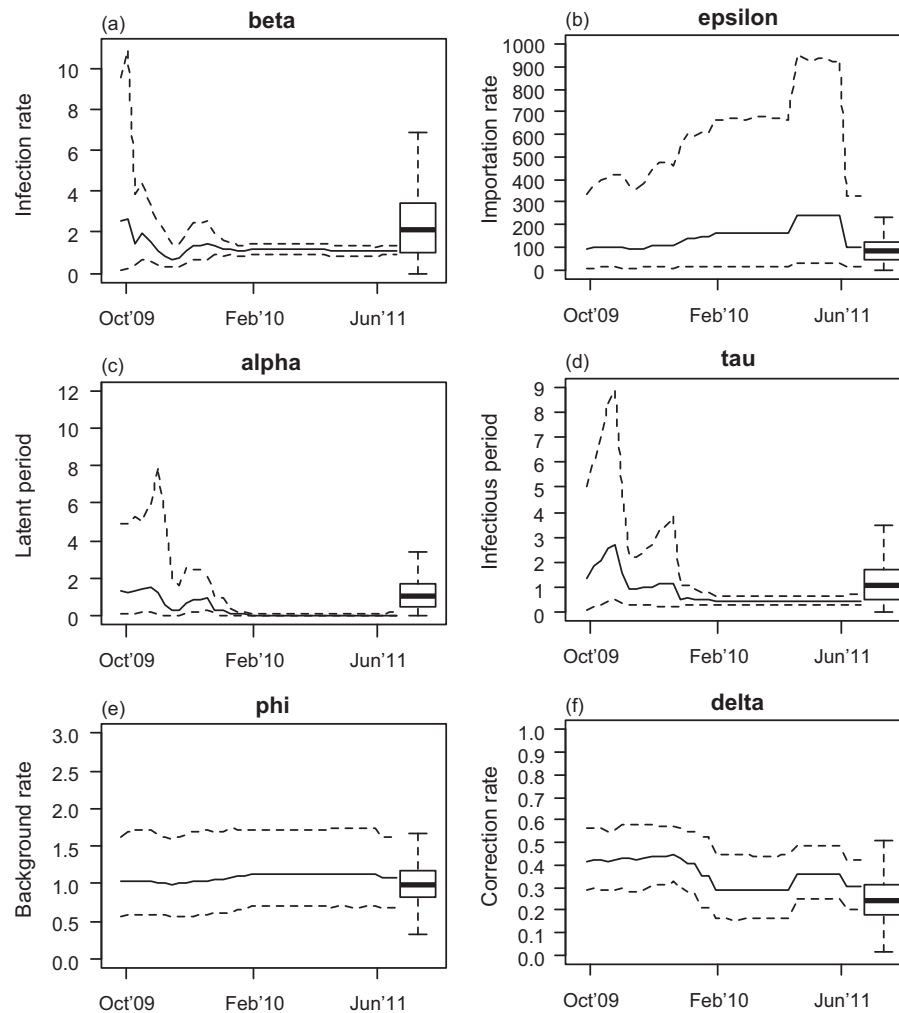 (a) beta
Infection rate
10
8
6
4
2
0
Oct'09 Feb'10 Jun'11
(b) epsilon
Importation rate
1000
900
800
700
600
500
400
300
200
100
0
Oct'09 Feb'10 Jun'11
(c) alpha
Latent period
12
10
8
6
4
2
0
Oct'09 Feb'10 Jun'11
(d) tau
Infectious period
9
8
7
6
5
4
3
2
1
0
Oct'09 Feb'10 Jun'11
(e) phi
Background rate
3.0
2.5
2.0
1.5
1.0
0.5
0.0
Oct'09 Feb'10 Jun'11
(f) delta
Correction rate
1.0
0.9
0.8
0.7
0.6
0.5
0.4
0.3
0.2
0.1
0.0
Oct'09 Feb'10 Jun'11